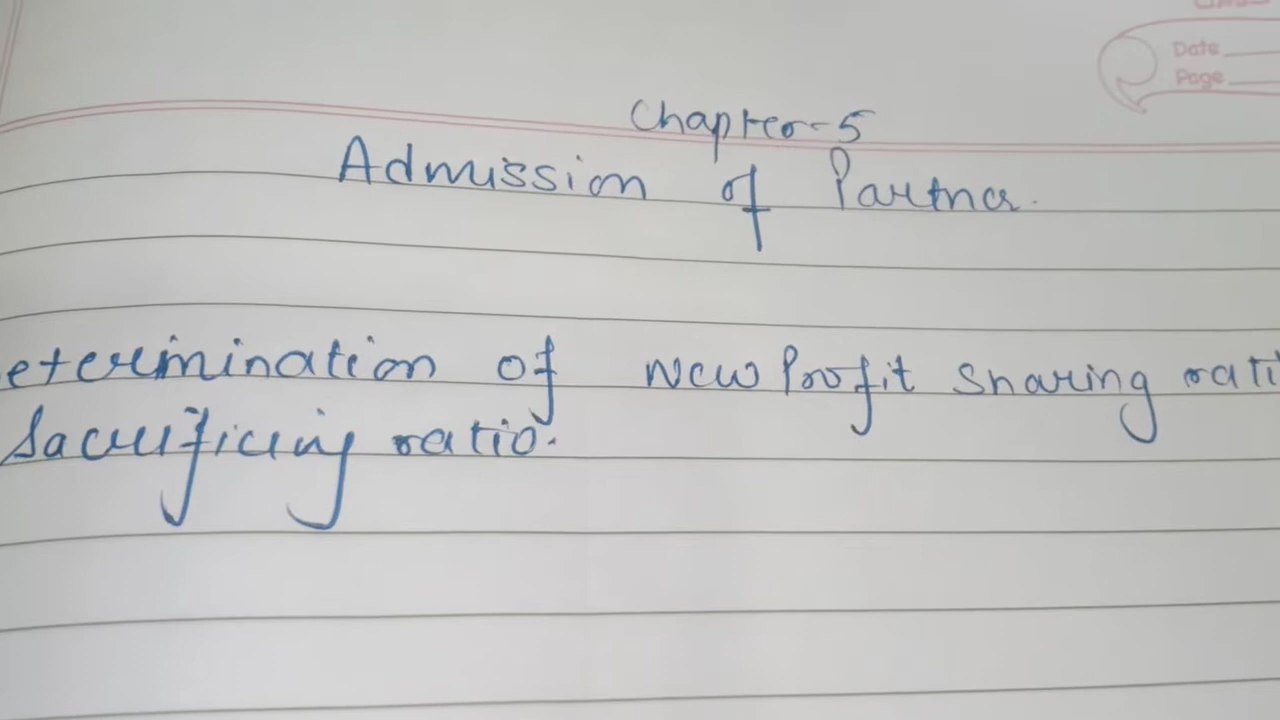 Date
Page
Chapter-5
Admission of Partner.
etermination of New Profit Sharing rati
Sacrificing ratio.